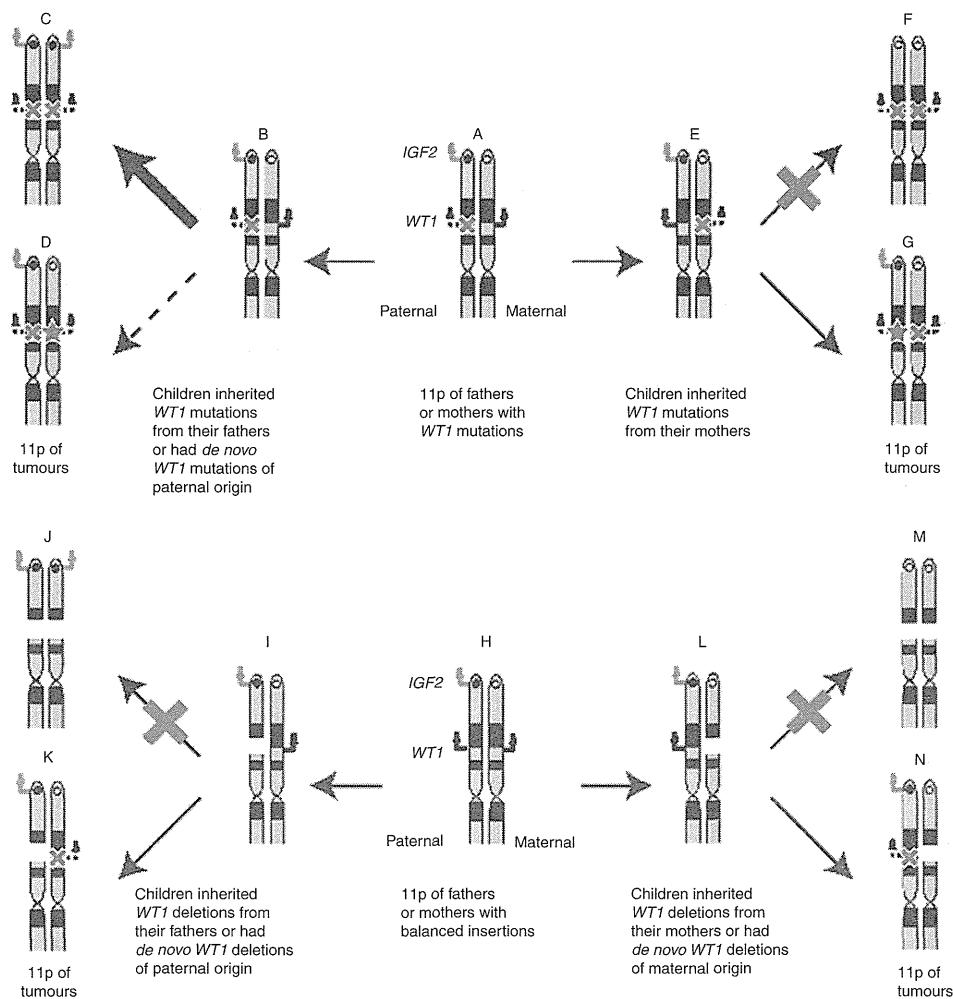 C
F
B
A
E
IGF2
WT1
D
G
Paternal
Maternal
Children inherited
WT1 mutations
from their fathers
or had de novo
WT1 mutations of
paternal origin
11p of fathers
or mothers with
WT1 mutations
Children inherited
WT1 mutations
from their mothers
11p of
tumours
11p of
tumours
J
M
I
H
L
IGF2
WT1
K
N
Paternal
Maternal
Children inherited
WT1 deletions from
their fathers or had
de novo WT1 deletions
of paternal origin
11p of fathers
or mothers with
balanced insertions
Children inherited
WT1 deletions from
their mothers or had
de novo WT1 deletions
of maternal origin
11p of
tumours
11p of
tumours